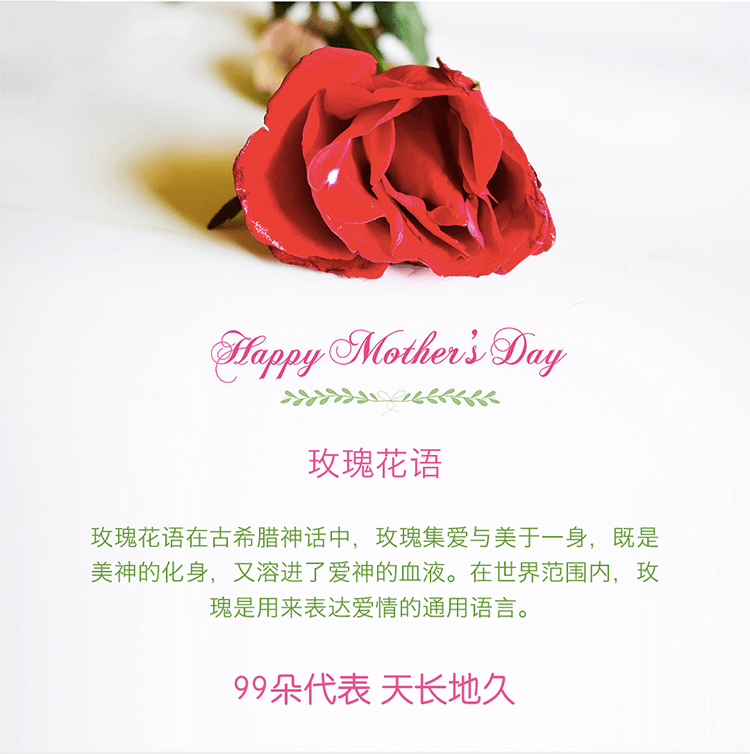 Happy Mother's Day
玫瑰花语
玫瑰花语在古希腊神话中，玫瑰集爱与美于一身，既是
美神的化身，又溶进了爱神的血液。在世界范围内，玫
瑰是用来表达爱情的通用语言。
99朵代表 天长地久